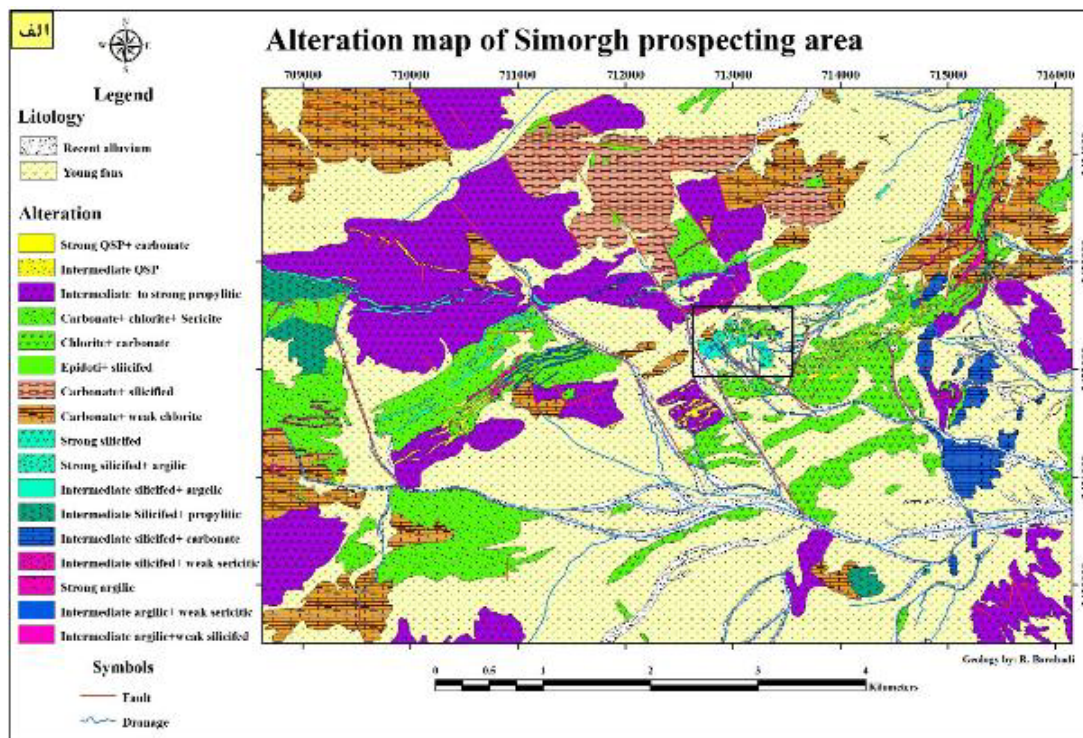 الف
Alteration map of Simorgh prospecting area
N
W
E
S
709000 710000 711000 712000 713000 714000 715000 716000
Legend
Litology
Recent alluvium
Young fans
Alteration
Strong QSP+ carbonate
Intermediate QSP
Intermediate to strong propylitic
Carbonate+ chlorite+ Sericite
Chlorite+ carbonate
Epidoti+ silicifed
Carbonate+ silicified
Carbonate+ weak chlorite
Strong silicifed
Strong silicifed+ argilic
Intermediate silicifed+ argelic
Intermediate Silicifed+ propylitic
Intermediate silicifed+ carbonate
Intermediate silicifed+ weak sericitic
Strong argilic
Intermediate argilic+ weak sericitic
Intermediate argilic+weak silicifed
Symbols
Fault
Dronage
0 0.5 1 2 3 4
Kilometers
Geology by: R.